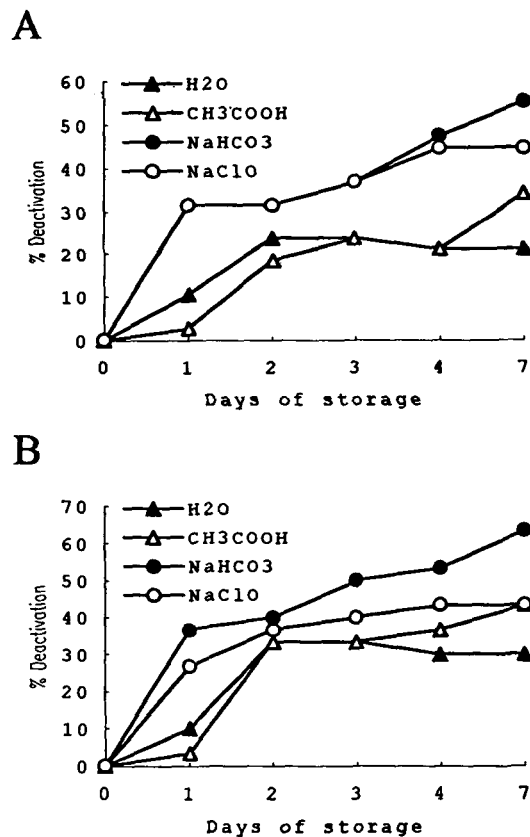 A
60
50
40
30
20
10
0
% Deactivation
H2O
CH3COOH
NaHCO3
NaClO
0 1 2 3 4 7
Days of storage
B
70
60
50
40
30
20
10
0
% Deactivation
H2O
CH3COOH
NaHCO3
NaClO
0 1 2 3 4 7
Days of storage